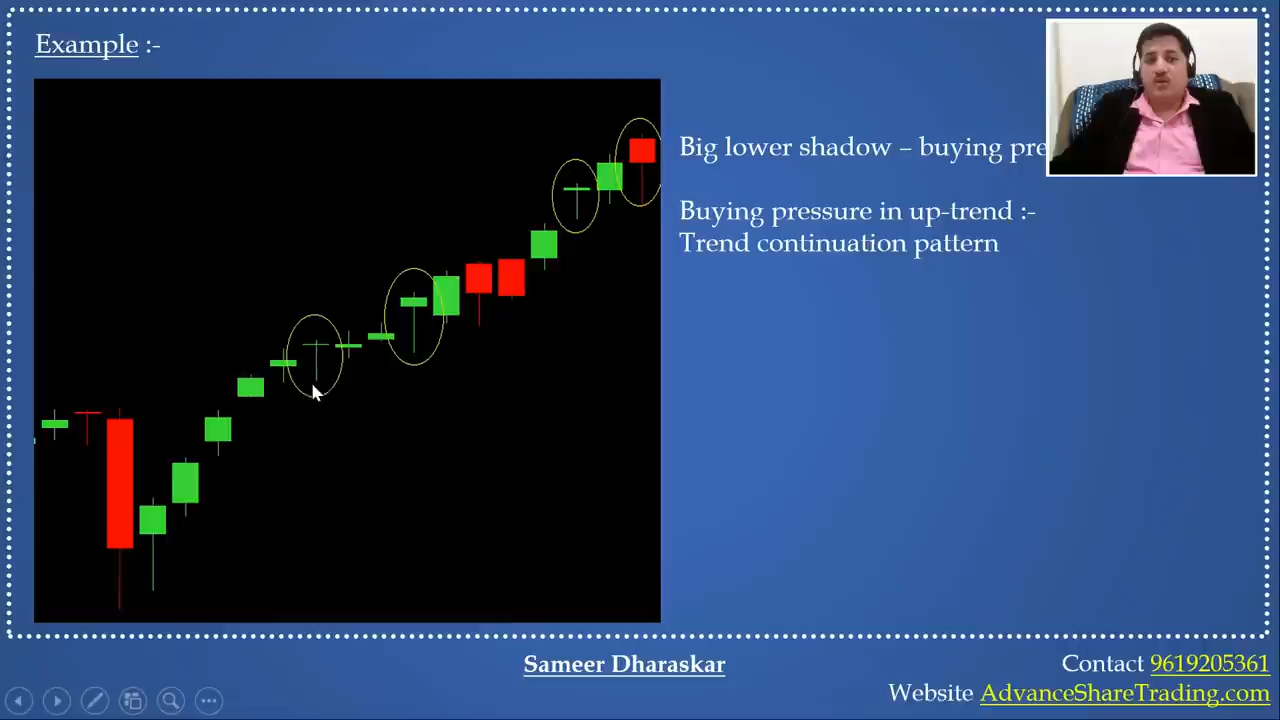 Example :-
Big lower shadow – buying pre
Buying pressure in up-trend :-
Trend continuation pattern
Sameer Dharaskar
Contact 9619205361
Website AdvanceShareTrading.com